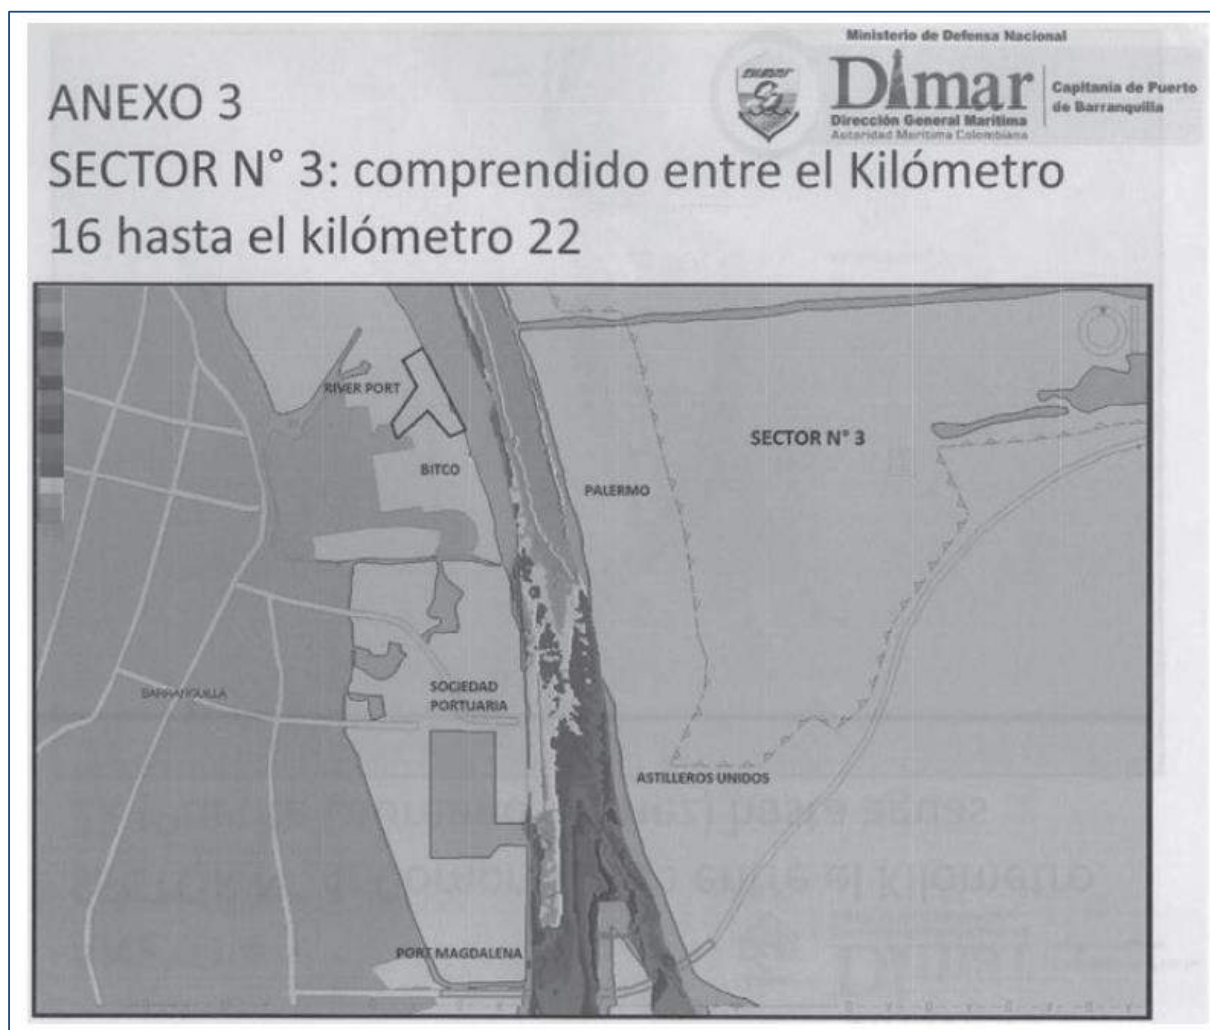 Ministerio de Defensa Nacional
Dimar
Dirección General Marítima
Autoridad Marítima Colombiana
Capitanía de Puerto
de Barranquilla
ANEXO 3
SECTOR N° 3: comprendido entre el Kilómetro
16 hasta el kilómetro 22
RIVER PORT
SECTOR N° 3
BITCO
PALERMO
SOCIEDAD
PORTUARIA
BARRANQUILLA
ASTILLEROS UNIDOS
PORT MAGDALENA